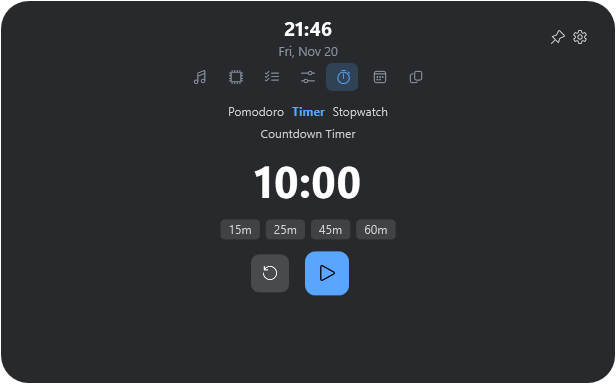 21:46
Fri, Nov 20
Pomodoro Timer Stopwatch
Countdown Timer
10:00
15m 25m 45m 60m